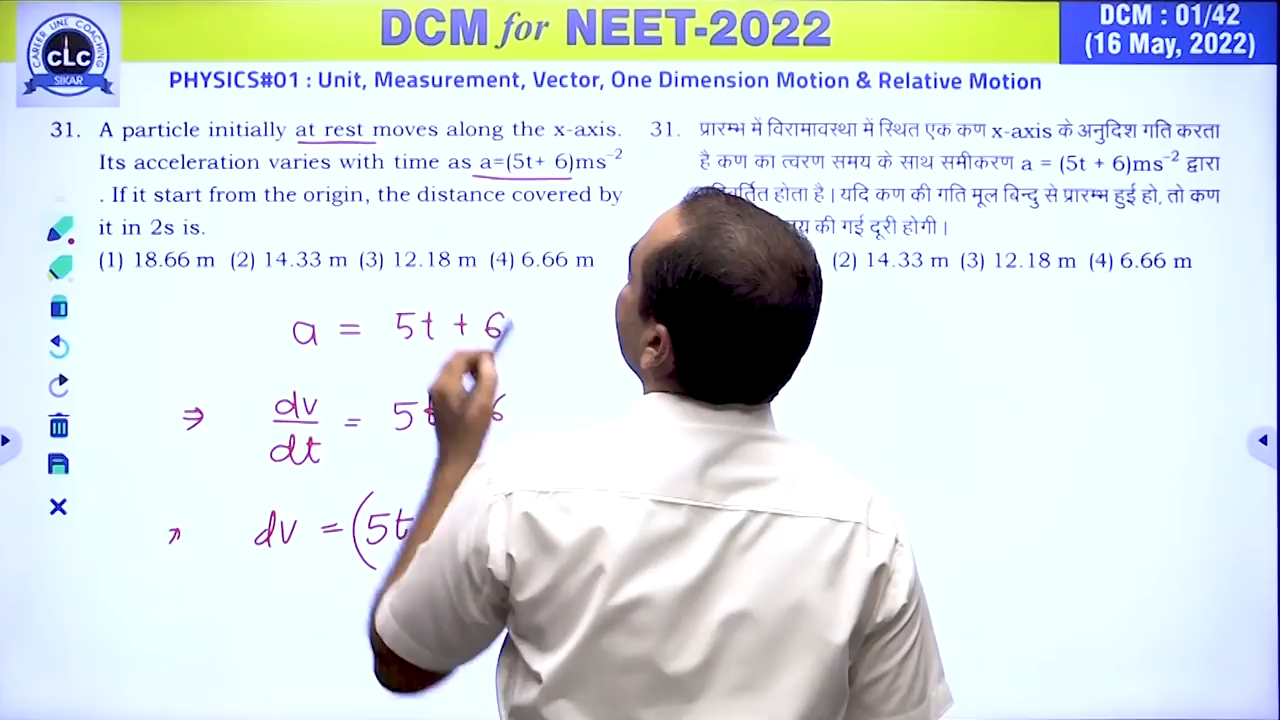 DCM for NEET-2022
DCM : 01/42
(16 May, 2022)
CAREER LINE COACHING
CLC
SIKAR
PHYSICS#01 : Unit, Measurement, Vector, One Dimension Motion & Relative Motion
31. A particle initially at rest moves along the x-axis.
Its acceleration varies with time as a=(5t+ 6)ms⁻²
. If it start from the origin, the distance covered by
it in 2s is.
(1) 18.66 m (2) 14.33 m (3) 12.18 m (4) 6.66 m
31. प्रारम्भ में विरामावस्था में स्थित एक कण x-axis के अनुदिश गति करता
है कण का त्वरण समय के साथ समीकरण a = (5t + 6)ms⁻² द्वारा
होता है। यदि कण की गति मूल बिन्दु से प्रारम्भ हुई हो, तो कण
की गई दूरी होगी।
(2) 14.33 m (3) 12.18 m (4) 6.66 m
a = 5t + 6
⇒ dv/dt = 5t 6
dv = (5t